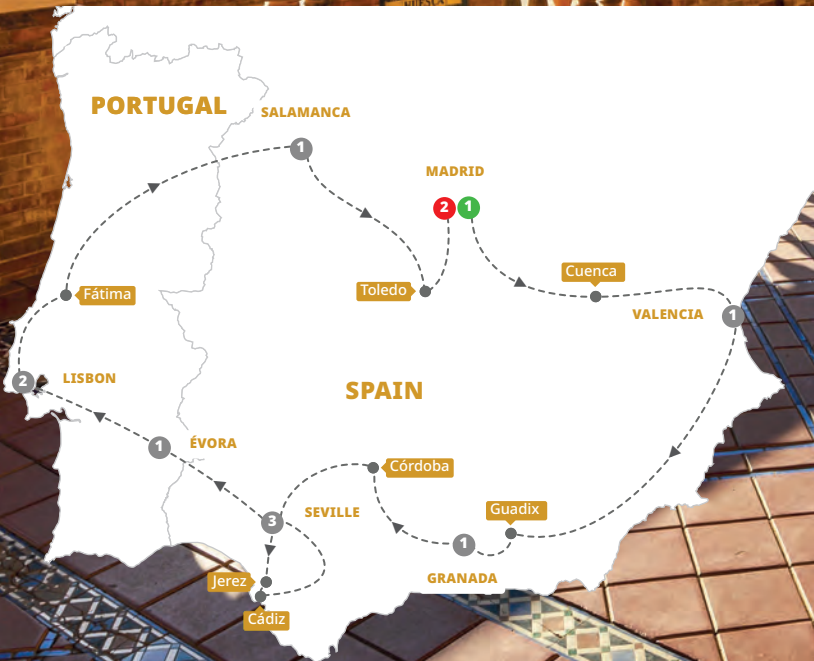 HUESCA
PORTUGAL
SALAMANCA
1
MADRID
2 1
Cuenca
Toledo
Fátima
VALENCIA
1
LISBON
2
SPAIN
ÉVORA
1
Córdoba
Guadix
SEVILLE
3
1
GRANADA
Jerez
Cádiz